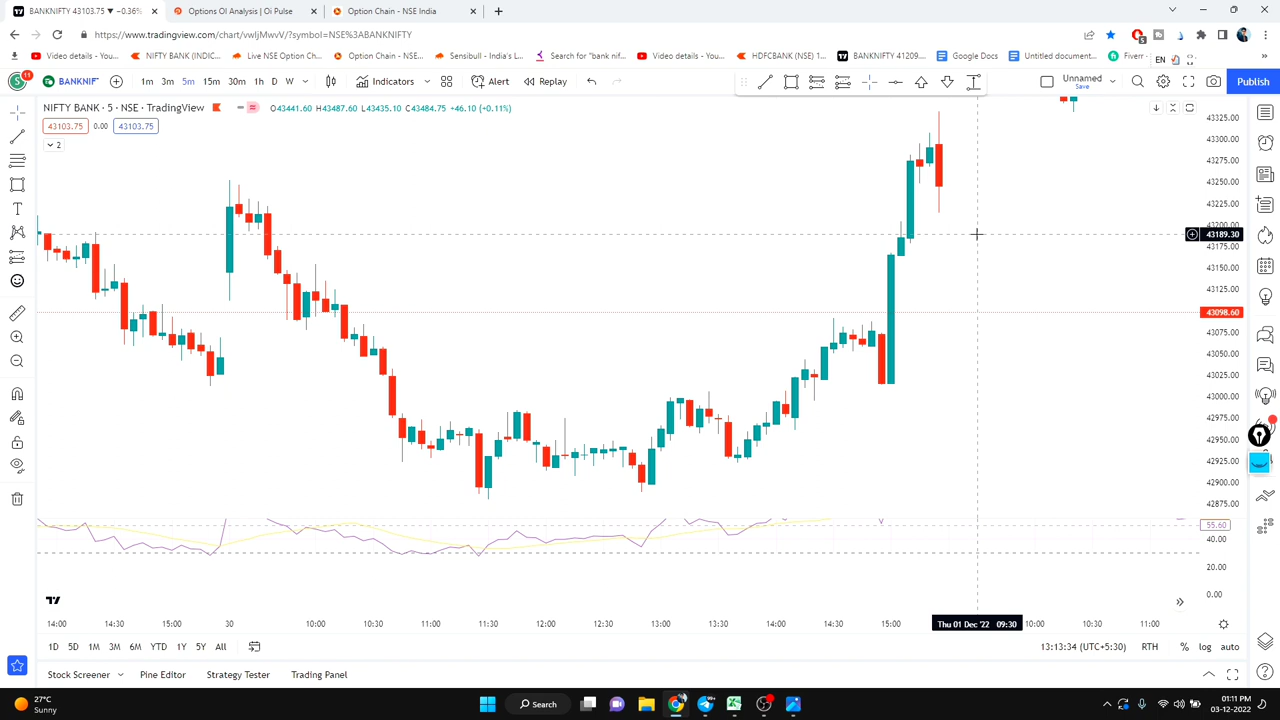 BANKNIFTY 43103.75 ▼ −0.36%
Options OI Analysis | Oi Pulse
Option Chain - NSE India
https://www.tradingview.com/chart/vwIjMwvV/?symbol=NSE%3ABANKNIFTY
Video details - You
NIFTY BANK (INDIC
Live NSE Option Ch
Option Chain - NSE
Sensibull - India's L
Search for "bank nif
Video details - You
HDFCBANK (NSE) 1
BANKNIFTY 41209
Google Docs
Untitled document
Fiverr
EN
11
BANKNIF
1m 3m 5m 15m 30m 1h D W
Indicators
Alert
Replay
Unnamed
Save
Publish
NIFTY BANK · 5 · NSE · TradingView
O43441.60 H43487.60 L43435.10 C43484.75 +46.10 (+0.11%)
43103.75 0.00 43103.75
2
43325.00
43300.00
43275.00
43250.00
43225.00
43200.00
43189.30
43175.00
43150.00
43125.00
43098.60
43075.00
43050.00
43025.00
43000.00
42975.00
42950.00
42925.00
42900.00
42875.00
55.60
40.00
20.00
0.00
14:00 14:30 15:00 30 10:00 10:30 11:00 11:30 12:00 12:30 13:00 13:30 14:00 14:30 15:00 Thu 01 Dec '22 09:30 10:00 10:30 11:00
1D 5D 1M 3M 6M YTD 1Y 5Y All
13:13:34 (UTC+5:30) RTH % log auto
Stock Screener Pine Editor Strategy Tester Trading Panel
27°C
Sunny
Search
99+
01:11 PM
03-12-2022